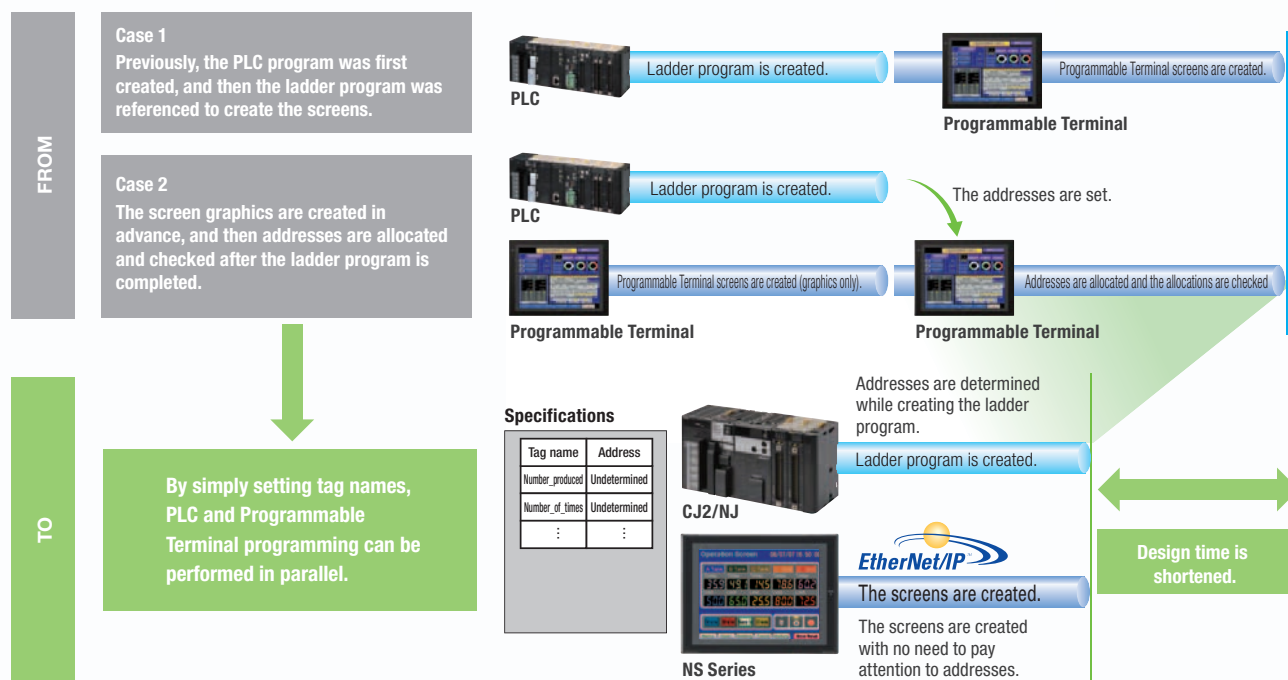 FROM
Case 1
Previously, the PLC program was first
created, and then the ladder program was
referenced to create the screens.
PLC
Ladder program is created.
Programmable Terminal
Programmable Terminal screens are created.
Case 2
The screen graphics are created in
advance, and then addresses are allocated
and checked after the ladder program is
completed.
PLC
Ladder program is created.
The addresses are set.
Programmable Terminal
Programmable Terminal screens are created (graphics only).
Programmable Terminal
Addresses are allocated and the allocations are checked
TO
By simply setting tag names,
PLC and Programmable
Terminal programming can be
performed in parallel.
Specifications
Tag name Address
Number_produced Undetermined
Number_of_times Undetermined
⋮ ⋮
Addresses are determined
while creating the ladder
program.
Ladder program is created.
CJ2/NJ
Operation Screen
EtherNet/IP™
The screens are created.
The screens are created
with no need to pay
attention to addresses.
NS Series
Design time is
shortened.